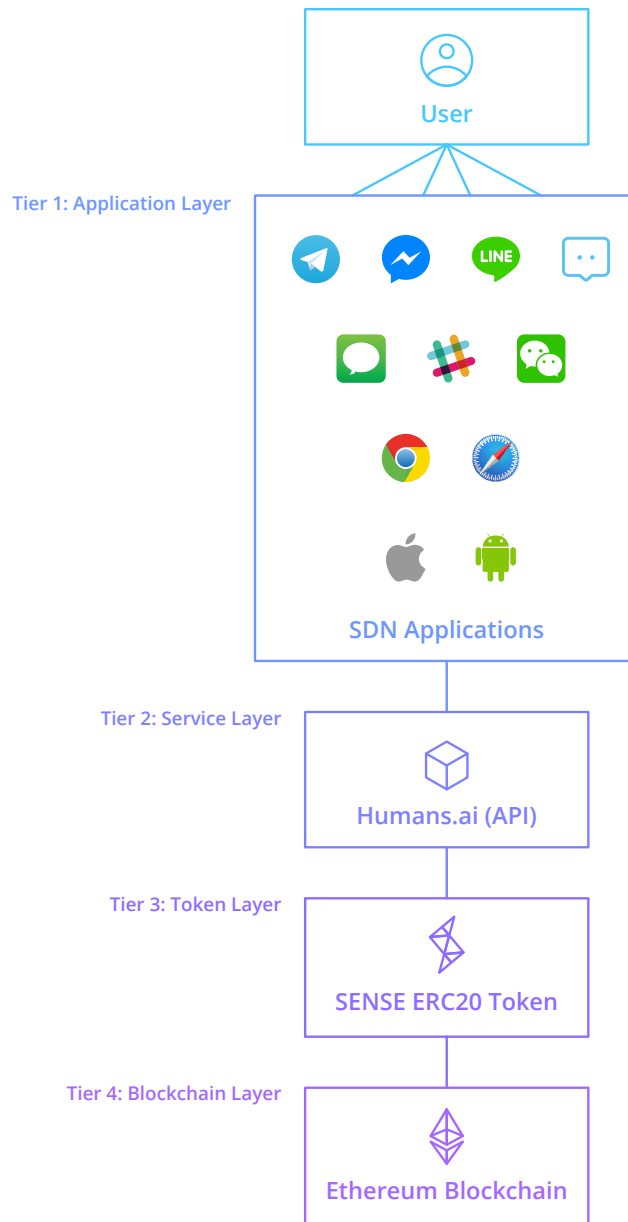 User
Tier 1: Application Layer
LINE
SDN Applications
Tier 2: Service Layer
Humans.ai (API)
Tier 3: Token Layer
SENSE ERC20 Token
Tier 4: Blockchain Layer
Ethereum Blockchain